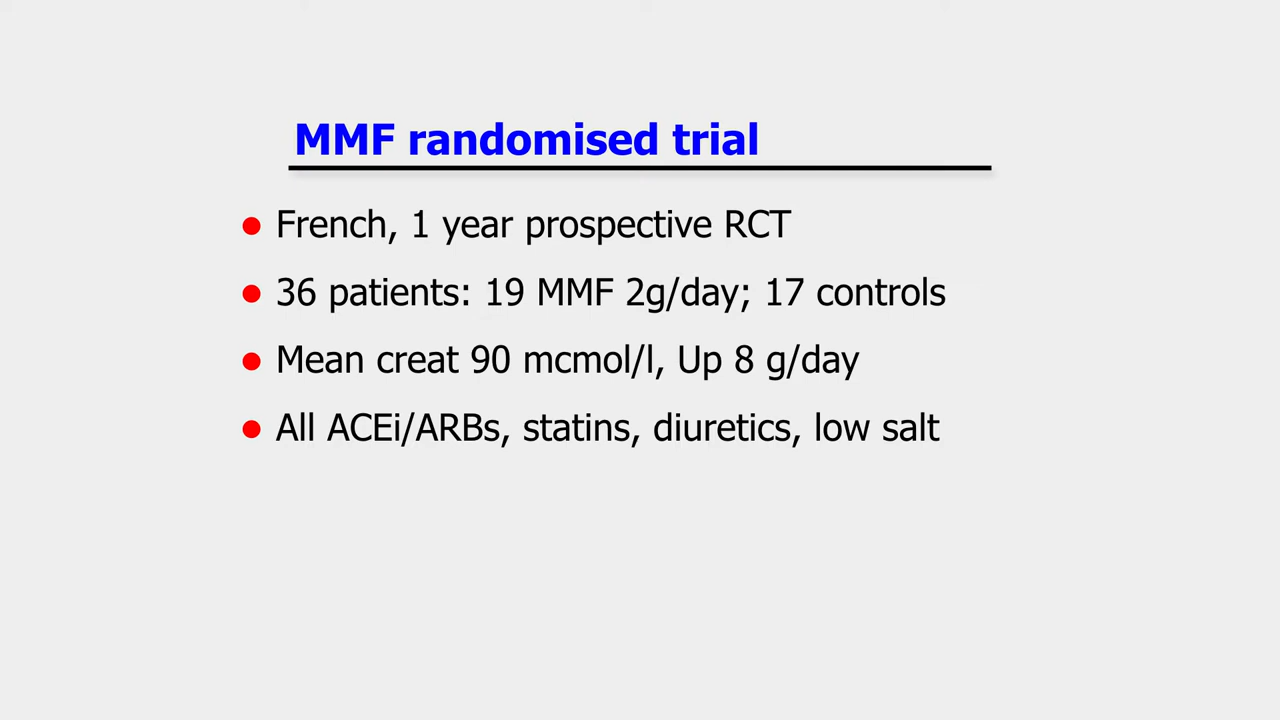 MMF randomised trial
French, 1 year prospective RCT
36 patients: 19 MMF 2g/day; 17 controls
Mean creat 90 mcmol/l, Up 8 g/day
All ACEi/ARBs, statins, diuretics, low salt